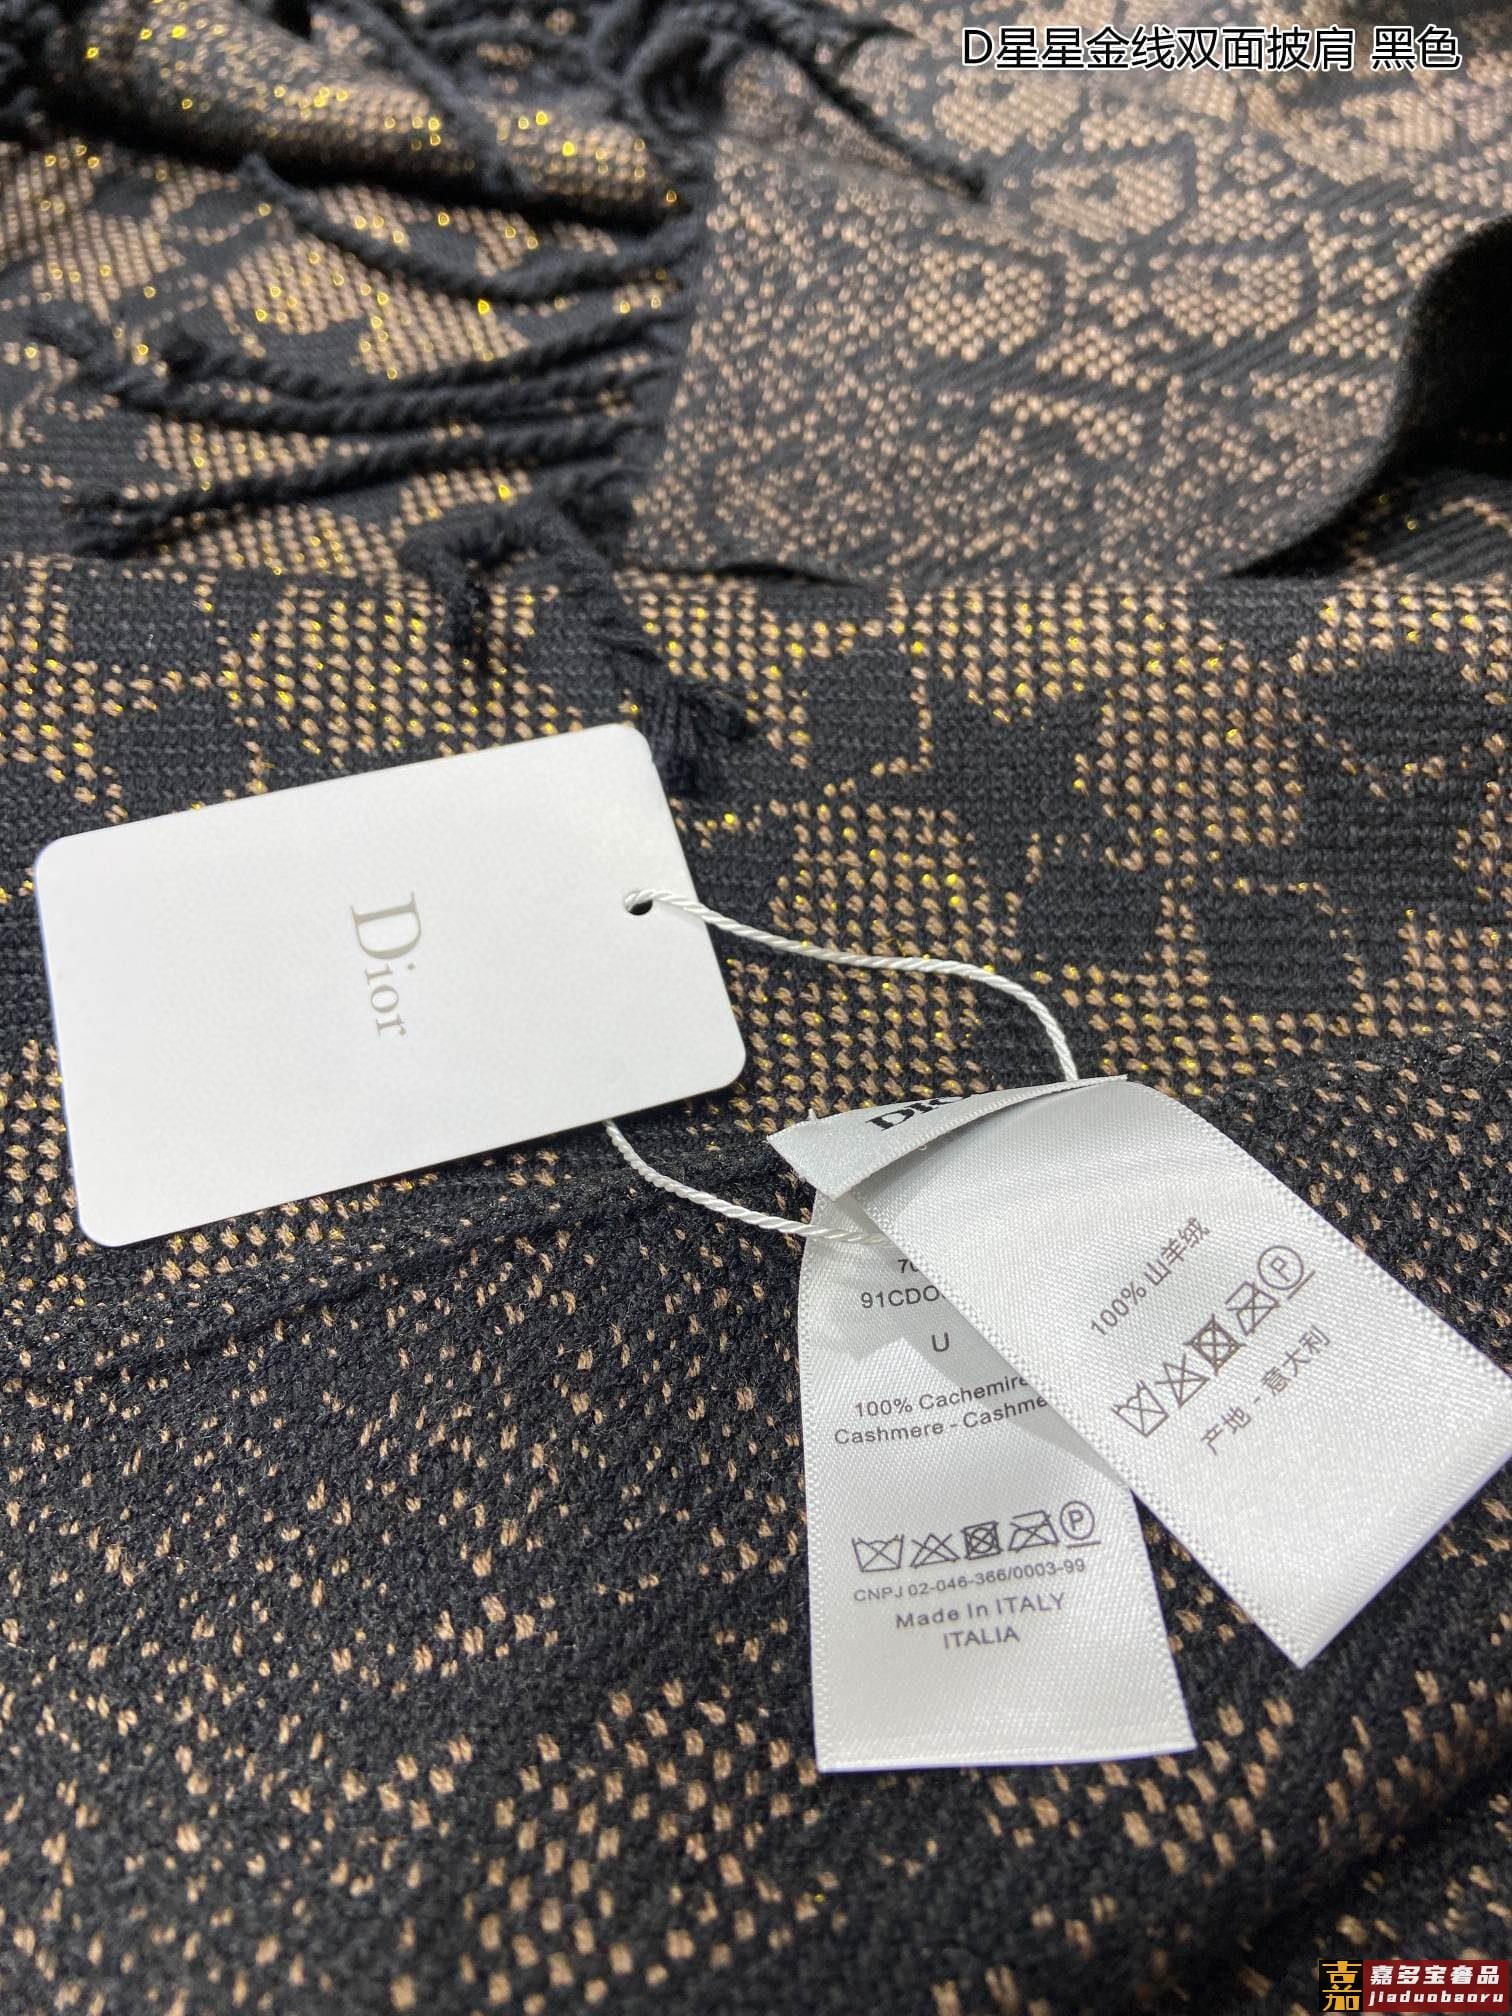 D星星金线双面披肩 黑色
Dior
91CDO
U
100% Cachemire
Cashmere - Cashme
CNPJ 02-046-366/0003-99
Made In ITALY
ITALIA
100% 山羊绒
产地 - 意大利
嘉多宝奢品
jiaduobaoru